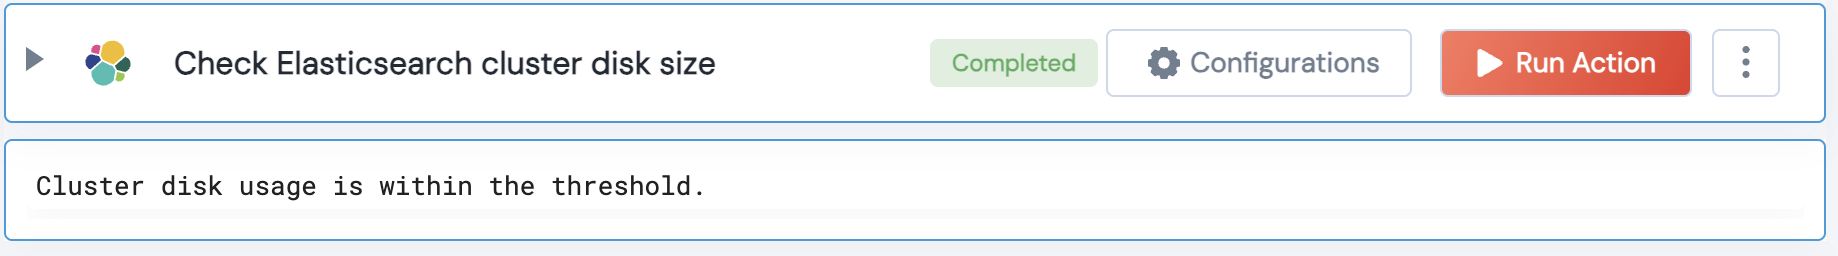 Check Elasticsearch cluster disk size
Completed
Configurations
Run Action
Cluster disk usage is within the threshold.